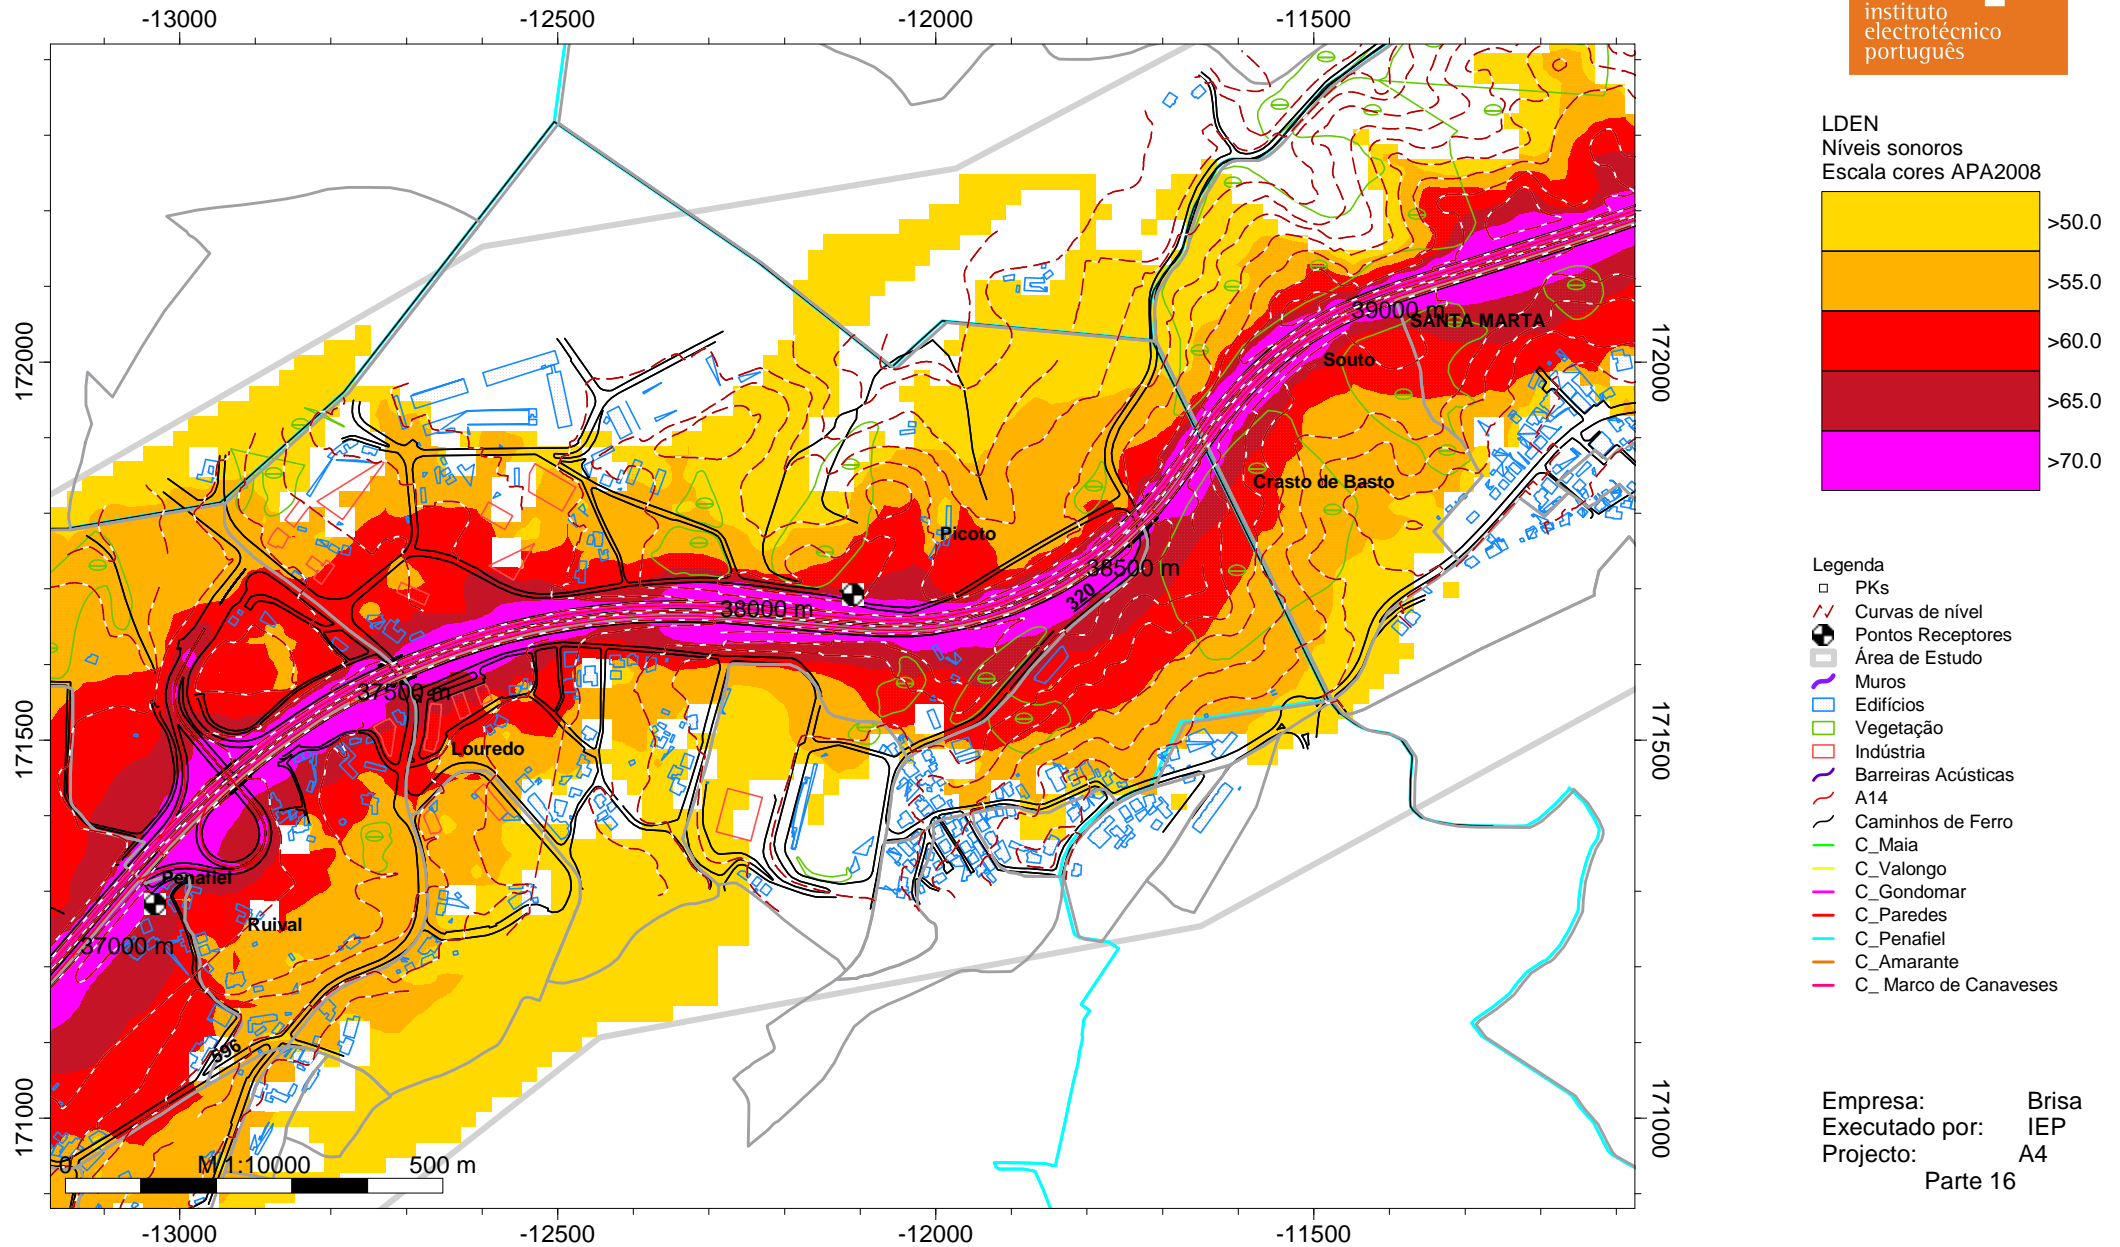 -13000 -12500 -12000 -11500
instituto
electrotécnico
português
LDEN
Níveis sonoros
Escala cores APA2008
>50.0
>55.0
>60.0
>65.0
>70.0
172000
172000
39000 m
SANTA MARTA
Souto
Crasto de Basto
Picoto
38500 m
320
38000 m
37500 m
171500
171500
Louredo
Penafiel
Ruival
37000 m
596
171000
171000
0 M 1:10000 500 m
-13000 -12500 -12000 -11500
Legenda
PKs
Curvas de nível
Pontos Receptores
Área de Estudo
Muros
Edifícios
Vegetação
Indústria
Barreiras Acústicas
A14
Caminhos de Ferro
C_Maia
C_Valongo
C_Gondomar
C_Paredes
C_Penafiel
C_Amarante
C_ Marco de Canaveses
Empresa: Brisa
Executado por: IEP
Projecto: A4
Parte 16